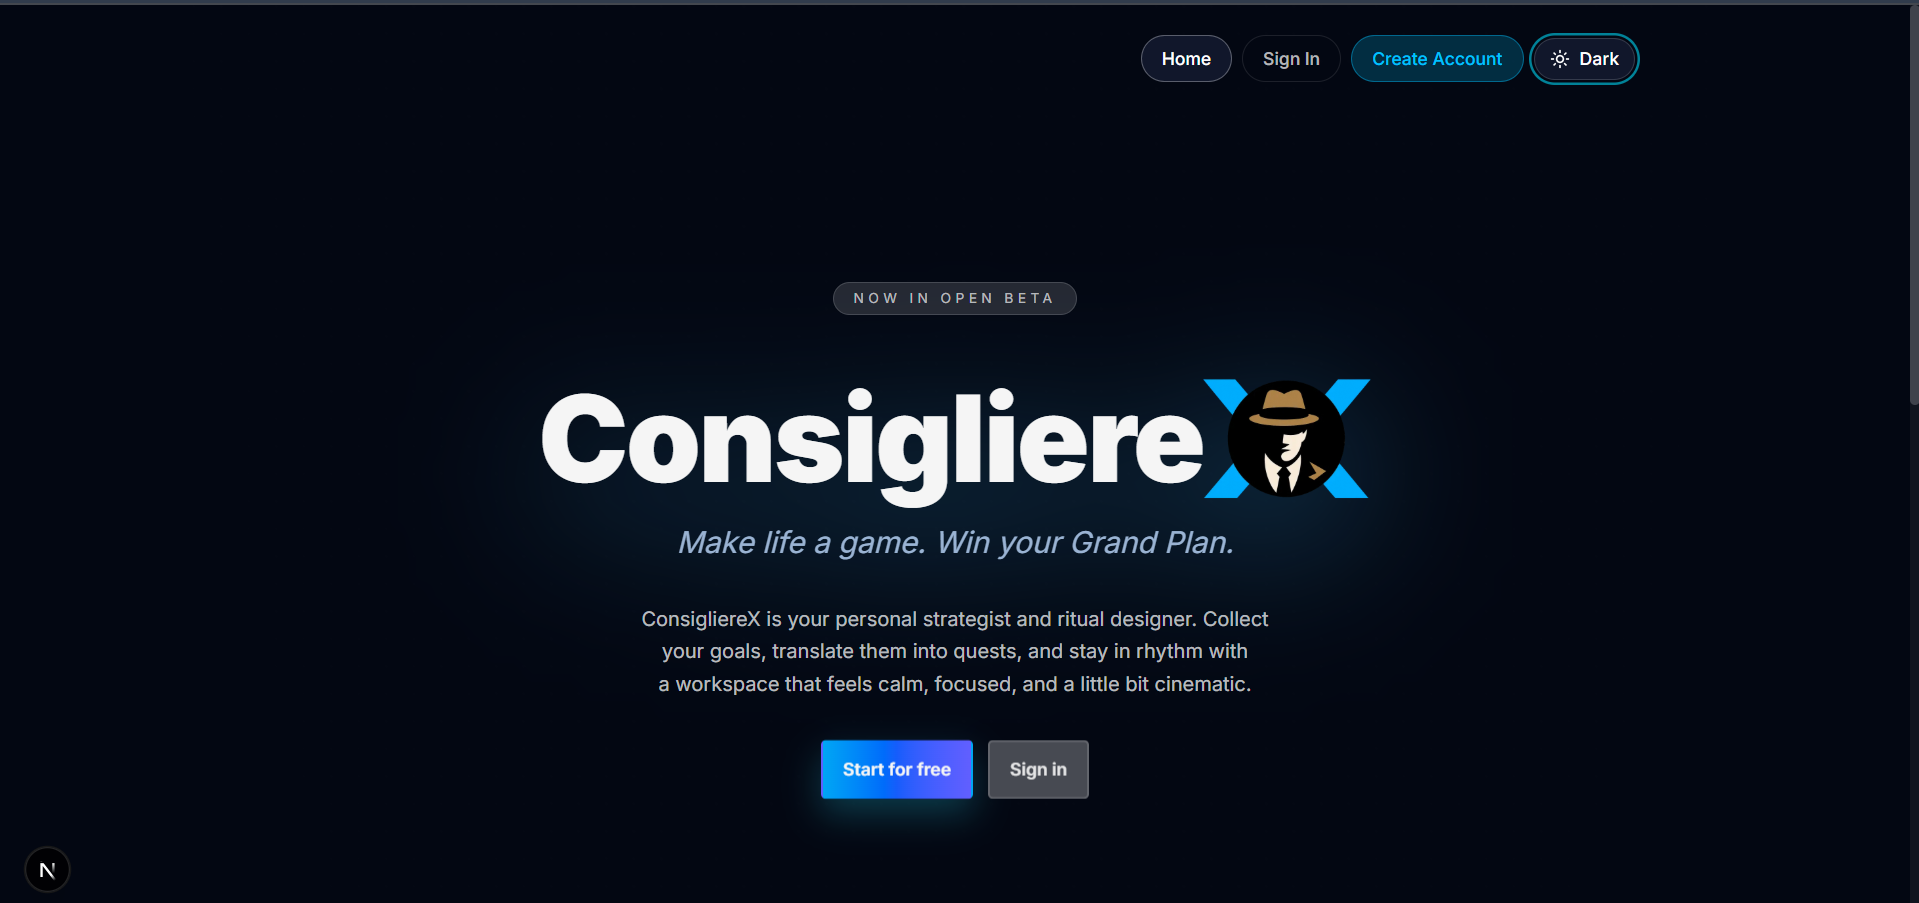 Home
Sign In
Create Account
Dark
NOW IN OPEN BETA
ConsigliereX
Make life a game. Win your Grand Plan.
ConsigliereX is your personal strategist and ritual designer. Collect
your goals, translate them into quests, and stay in rhythm with
a workspace that feels calm, focused, and a little bit cinematic.
Start for free
Sign in
N